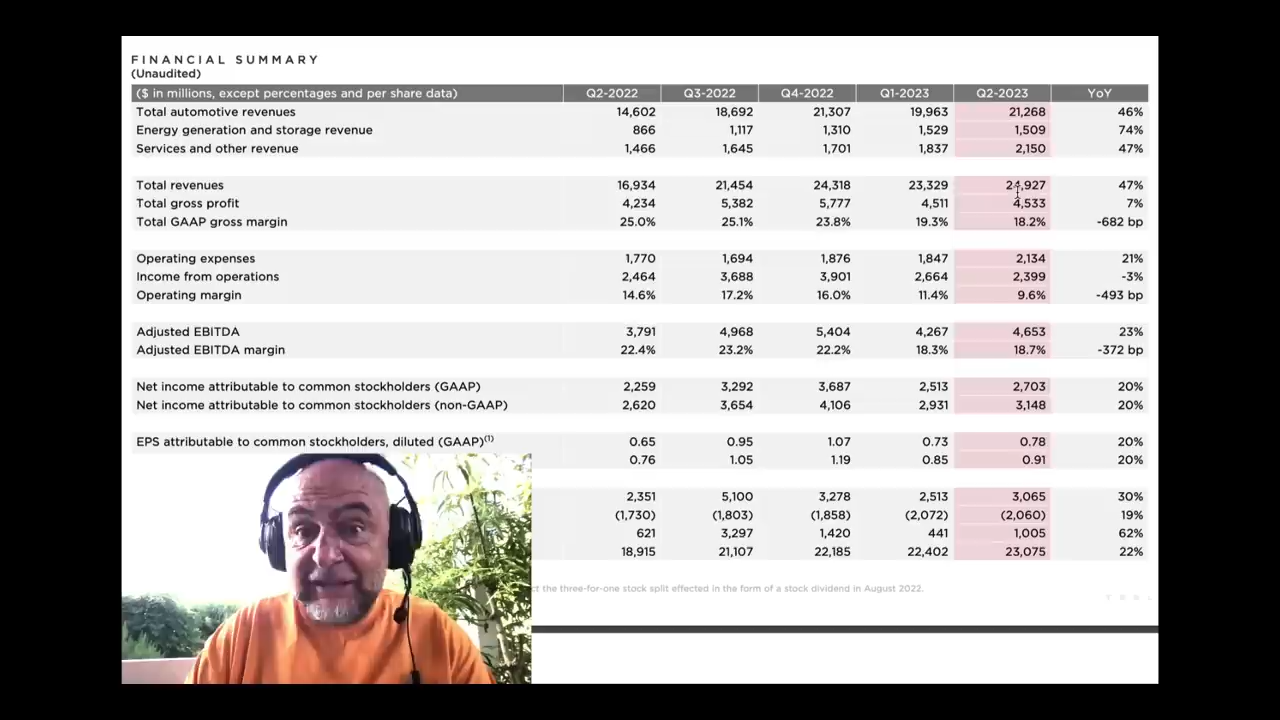 FINANCIAL SUMMARY
(Unaudited)
($ in millions, except percentages and per share data) Q2-2022 Q3-2022 Q4-2022 Q1-2023 Q2-2023 YoY
Total automotive revenues 14,602 18,692 21,307 19,963 21,268 46%
Energy generation and storage revenue 866 1,117 1,310 1,529 1,509 74%
Services and other revenue 1,466 1,645 1,701 1,837 2,150 47%
Total revenues 16,934 21,454 24,318 23,329 24,927 47%
Total gross profit 4,234 5,382 5,777 4,511 4,533 7%
Total GAAP gross margin 25.0% 25.1% 23.8% 19.3% 18.2% -682 bp
Operating expenses 1,770 1,694 1,876 1,847 2,134 21%
Income from operations 2,464 3,688 3,901 2,664 2,399 -3%
Operating margin 14.6% 17.2% 16.0% 11.4% 9.6% -493 bp
Adjusted EBITDA 3,791 4,968 5,404 4,267 4,653 23%
Adjusted EBITDA margin 22.4% 23.2% 22.2% 18.3% 18.7% -372 bp
Net income attributable to common stockholders (GAAP) 2,259 3,292 3,687 2,513 2,703 20%
Net income attributable to common stockholders (non-GAAP) 2,620 3,654 4,106 2,931 3,148 20%
EPS attributable to common stockholders, diluted (GAAP)(1) 0.65 0.95 1.07 0.73 0.78 20%
0.76 1.05 1.19 0.85 0.91 20%
2,351 5,100 3,278 2,513 3,065 30%
(1,730) (1,803) (1,858) (2,072) (2,060) 19%
621 3,297 1,420 441 1,005 62%
18,915 21,107 22,185 22,402 23,075 22%
the three-for-one stock split effected in the form of a stock dividend in August 2022.